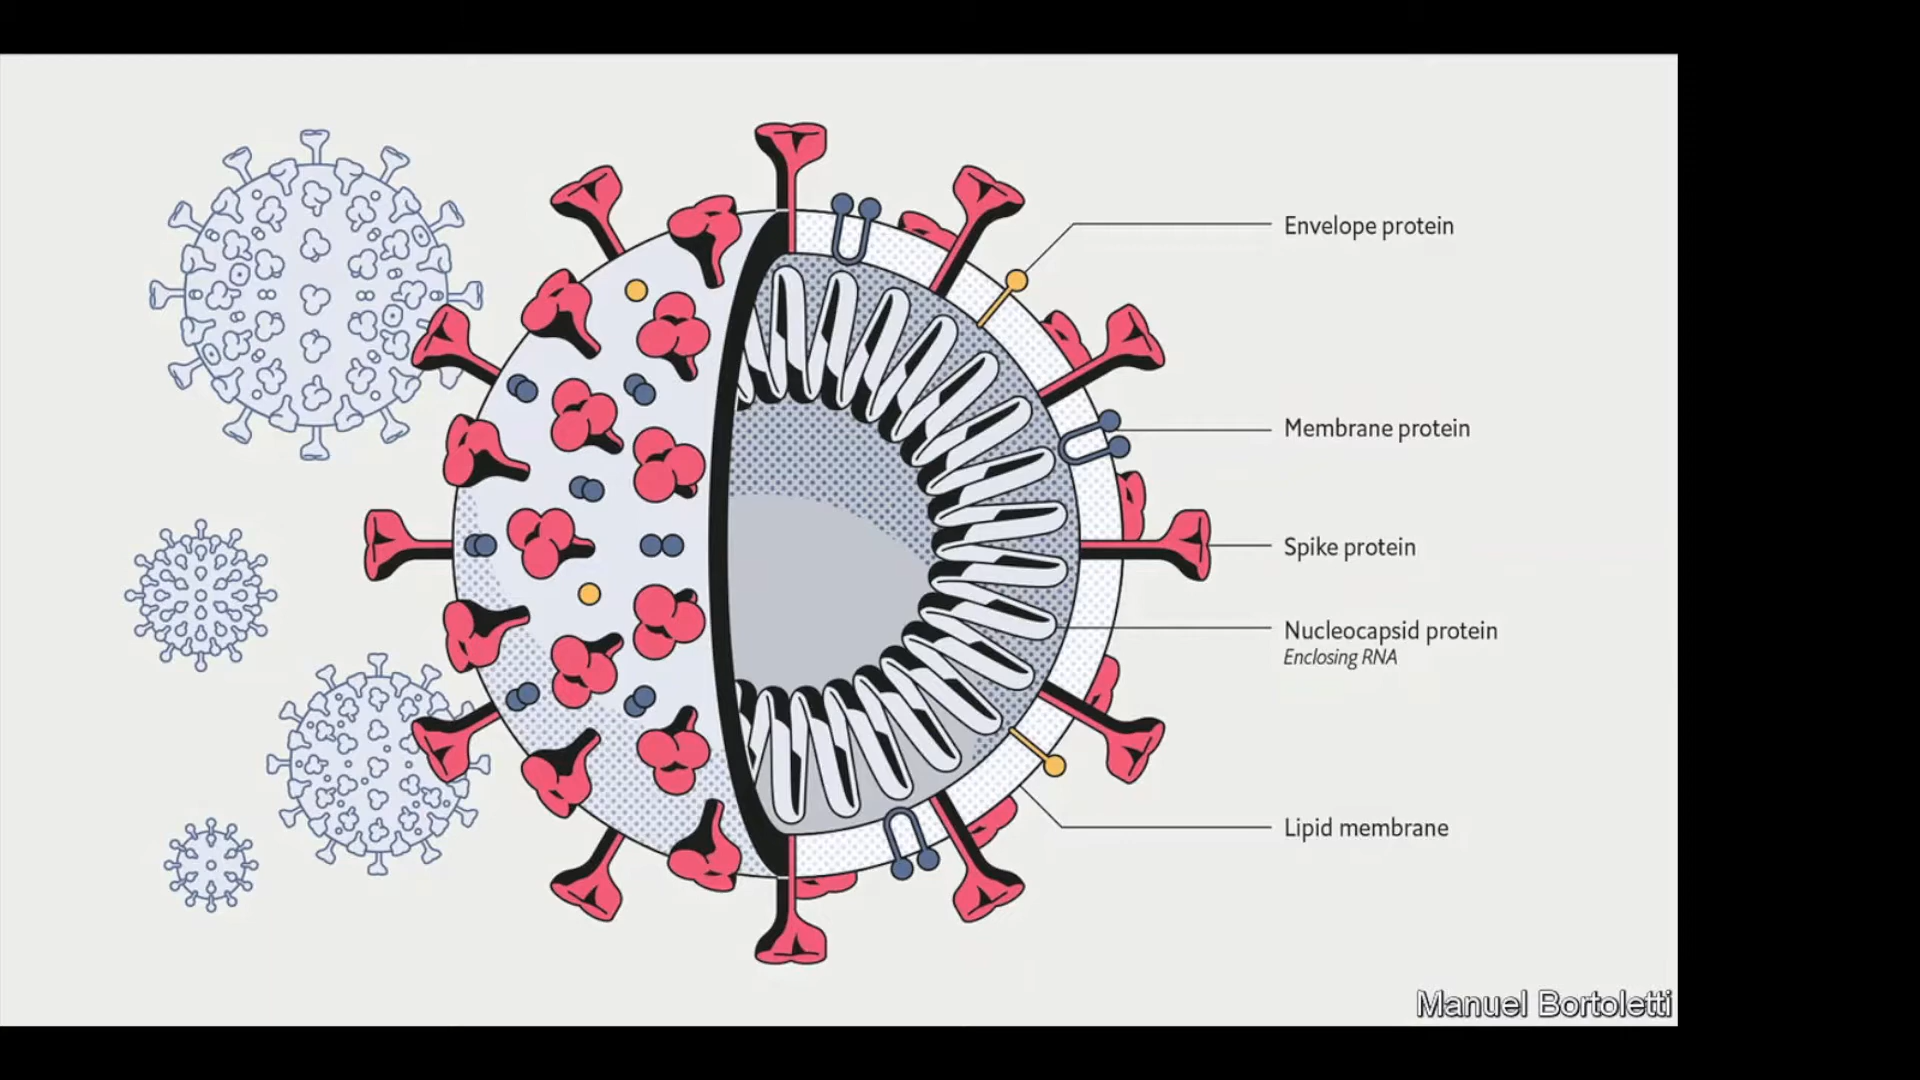 Envelope protein
Membrane protein
Spike protein
Nucleocapsid protein
Enclosing RNA
Lipid membrane
Manuel Bortoletti